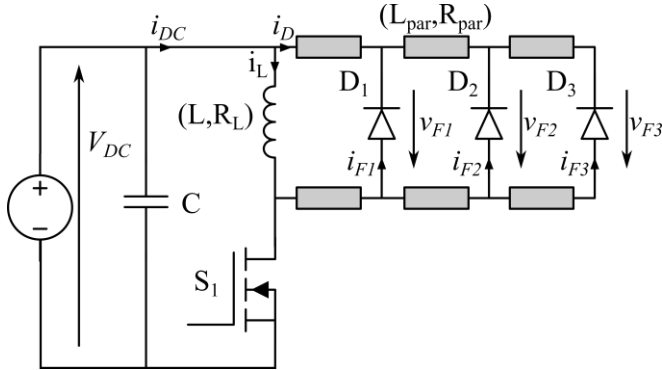 (L_par,R_par)
i_DC
i_D
i_L
D_1
D_2
D_3
(L,R_L)
V_DC
v_F1
v_F2
v_F3
i_F1
i_F2
i_F3
+
−
C
S_1